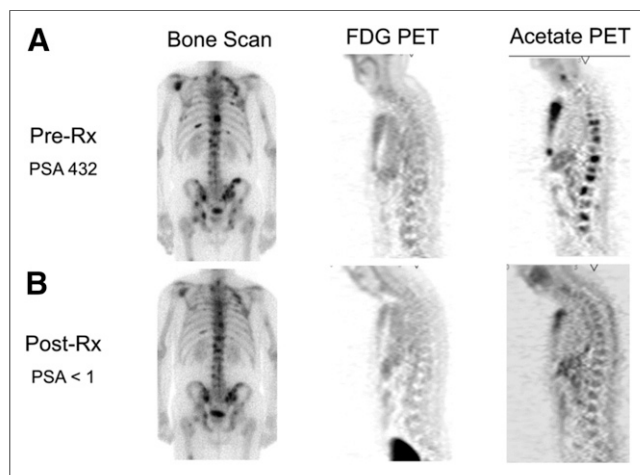 A
Bone Scan
FDG PET
Acetate PET
Pre-Rx
PSA 432
B
Post-Rx
PSA < 1